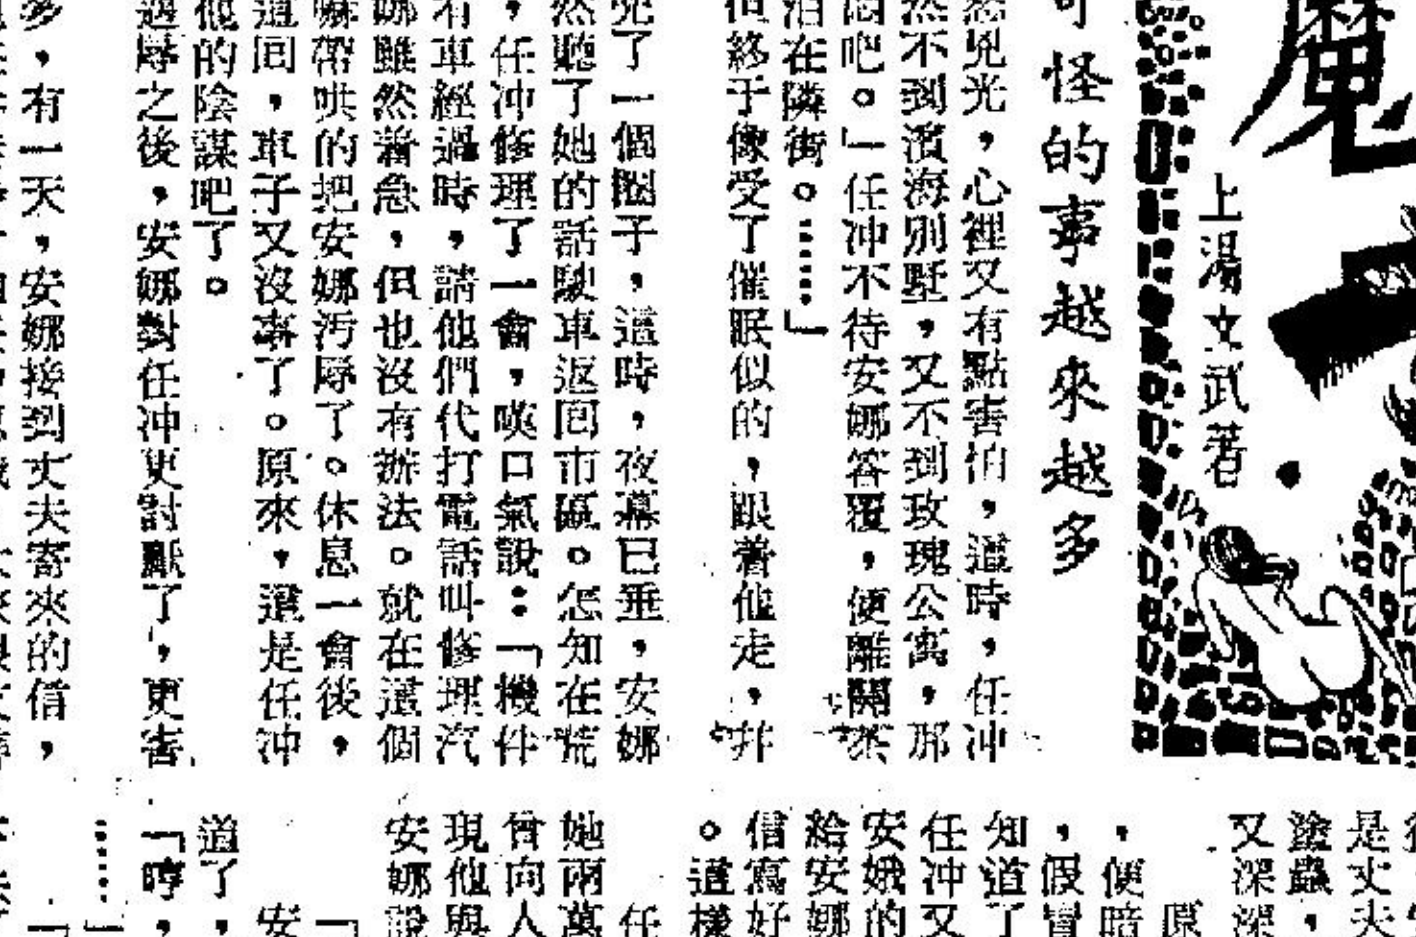 魔
上湯文武著
可怪的事越來越多
兇光，心裡又有點害怕，這時，任冲
然不到濱海別墅，又不到玫瑰公寓，那
吧。」任冲不待安娜答覆，便離開茶
泊在隣街。……」
但終于像受了催眠似的，跟着他走，并
兜了一個圈子，這時，夜幕已垂，安娜
然聽了她的話駛車返回市區。怎知在荒
，任冲修理了一會，嘆口氣說：「機件
有車經過時，請他們代打電話叫修理汽
娜雖然着急，但也沒有辦法。就在這個
嘛帶哄的把安娜污辱了。休息一會後，
道回，車子又沒事了。原來，還是任冲
他的陰謀吧了。
過辱之後，安娜對任冲更討厭了，更害
多，有一天，安娜接到丈夫寄來的信，
是丈夫
塗蟲，
又深深
原
，便暗
，假冒
知道了
任冲又
安娥的
給安娜
信寫好
。這樣
任
她兩萬
曾向人
現他與
安娜說
「
安
道了，
「哼，
……」
「